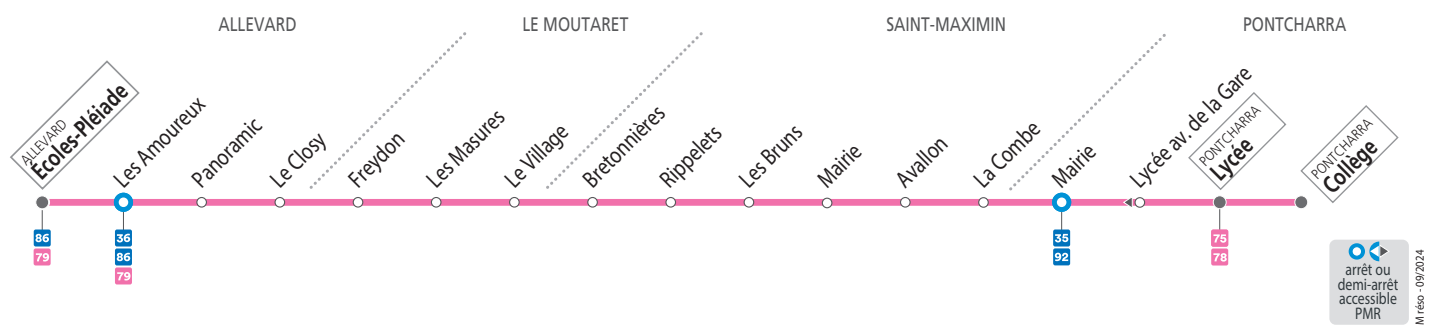 ALLEVARD
LE MOUTARET
SAINT-MAXIMIN
PONTCHARRA
ALLEVARD
Écoles-Pléiade
Les Amoureux
Panoramic
Le Closy
Freydon
Les Masures
Le Village
Bretonnières
Rippelets
Les Bruns
Mairie
Avallon
La Combe
Mairie
Lycée av. de la Gare
PONTCHARRA
Lycée
PONTCHARRA
Collège
86
79
36
86
79
35
92
75
78
arrêt ou
demi-arrêt
accessible
PMR
M réso - 09/2024